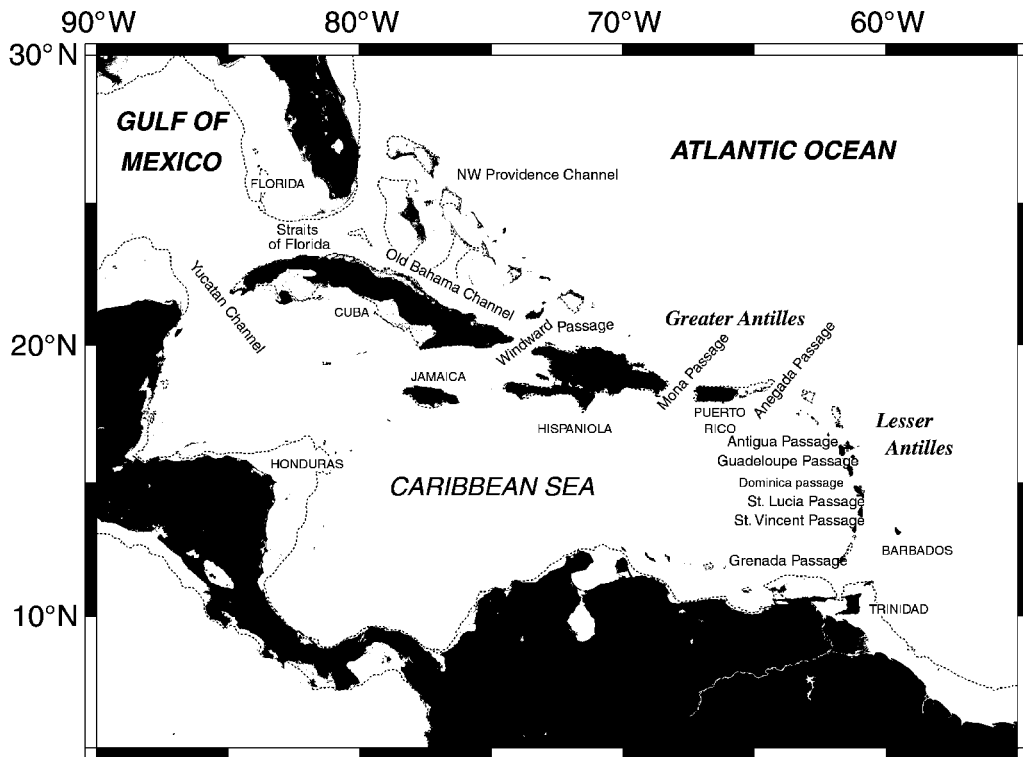 90°W 80°W 70°W 60°W
30°N
GULF OF
MEXICO
ATLANTIC OCEAN
NW Providence Channel
FLORIDA
Straits
of Florida
Old Bahama Channel
Yucatan Channel
CUBA
Windward Passage
Greater Antilles
20°N
Mona Passage
Anegada Passage
JAMAICA
PUERTO
RICO
HISPANIOLA
Lesser
Antilles
Antigua Passage
HONDURAS
Guadeloupe Passage
CARIBBEAN SEA
Dominica passage
St. Lucia Passage
St. Vincent Passage
BARBADOS
Grenada Passage
10°N
TRINIDAD